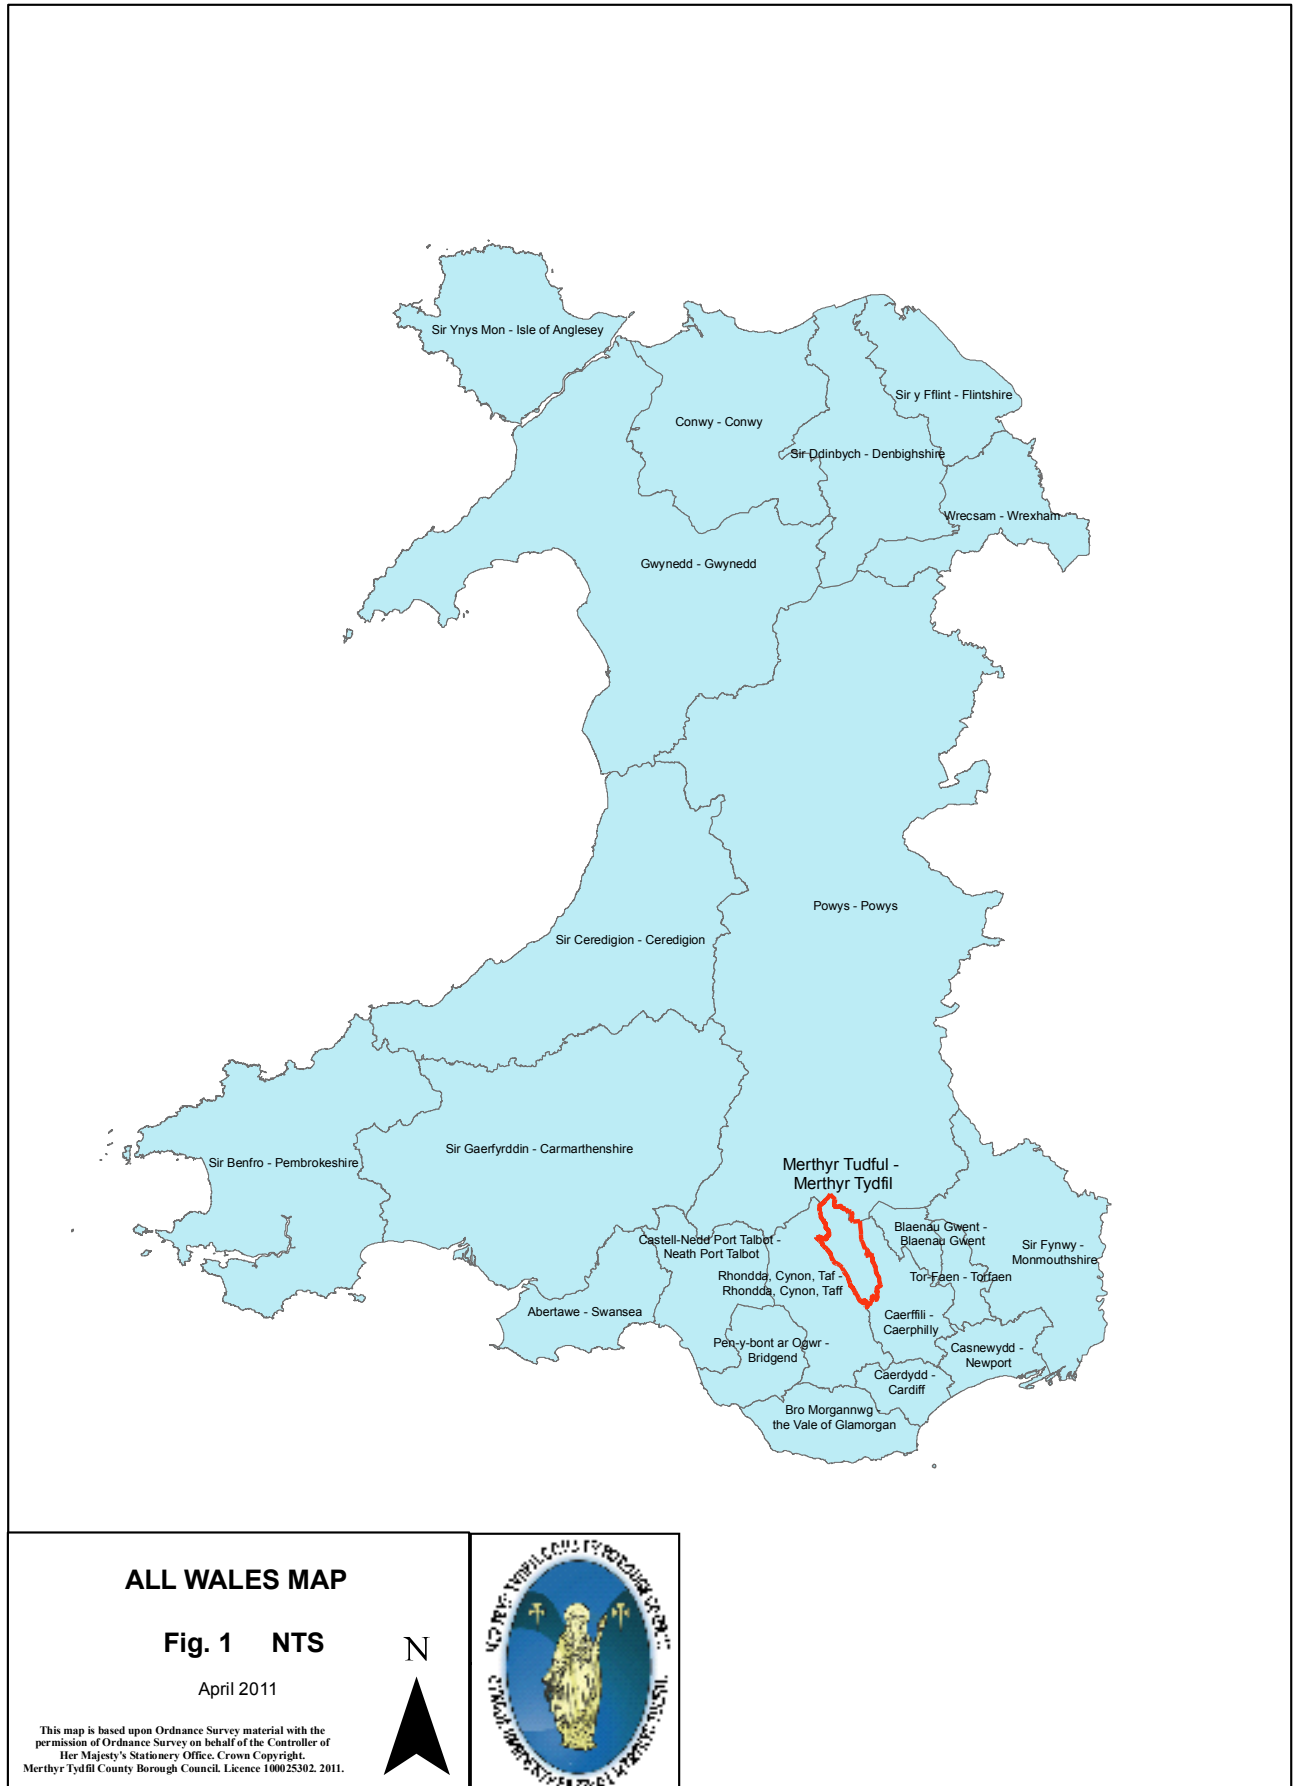 Sir Ynys Mon - Isle of Anglesey
Sir y Fflint - Flintshire
Conwy - Conwy
Sir Ddinbych - Denbighshire
Wrecsam - Wrexham
Gwynedd - Gwynedd
Powys - Powys
Sir Ceredigion - Ceredigion
Sir Gaerfyrddin - Carmarthenshire
Sir Benfro - Pembrokeshire
Merthyr Tudful -
Merthyr Tydfil
Blaenau Gwent -
Blaenau Gwent
Castell-Nedd Port Talbot -
Neath Port Talbot
Sir Fynwy -
Monmouthshire
Rhondda, Cynon, Taf -
Rhondda, Cynon, Taff
Tor-Faen - Torfaen
Abertawe - Swansea
Caerffili -
Caerphilly
Pen-y-bont ar Ogwr -
Bridgend
Casnewydd -
Newport
Caerdydd -
Cardiff
Bro Morgannwg -
the Vale of Glamorgan
ALL WALES MAP
Fig. 1 NTS
N
April 2011
This map is based upon Ordnance Survey material with the
permission of Ordnance Survey on behalf of the Controller of
Her Majesty's Stationery Office. Crown Copyright.
Merthyr Tydfil County Borough Council. Licence 100025302. 2011.